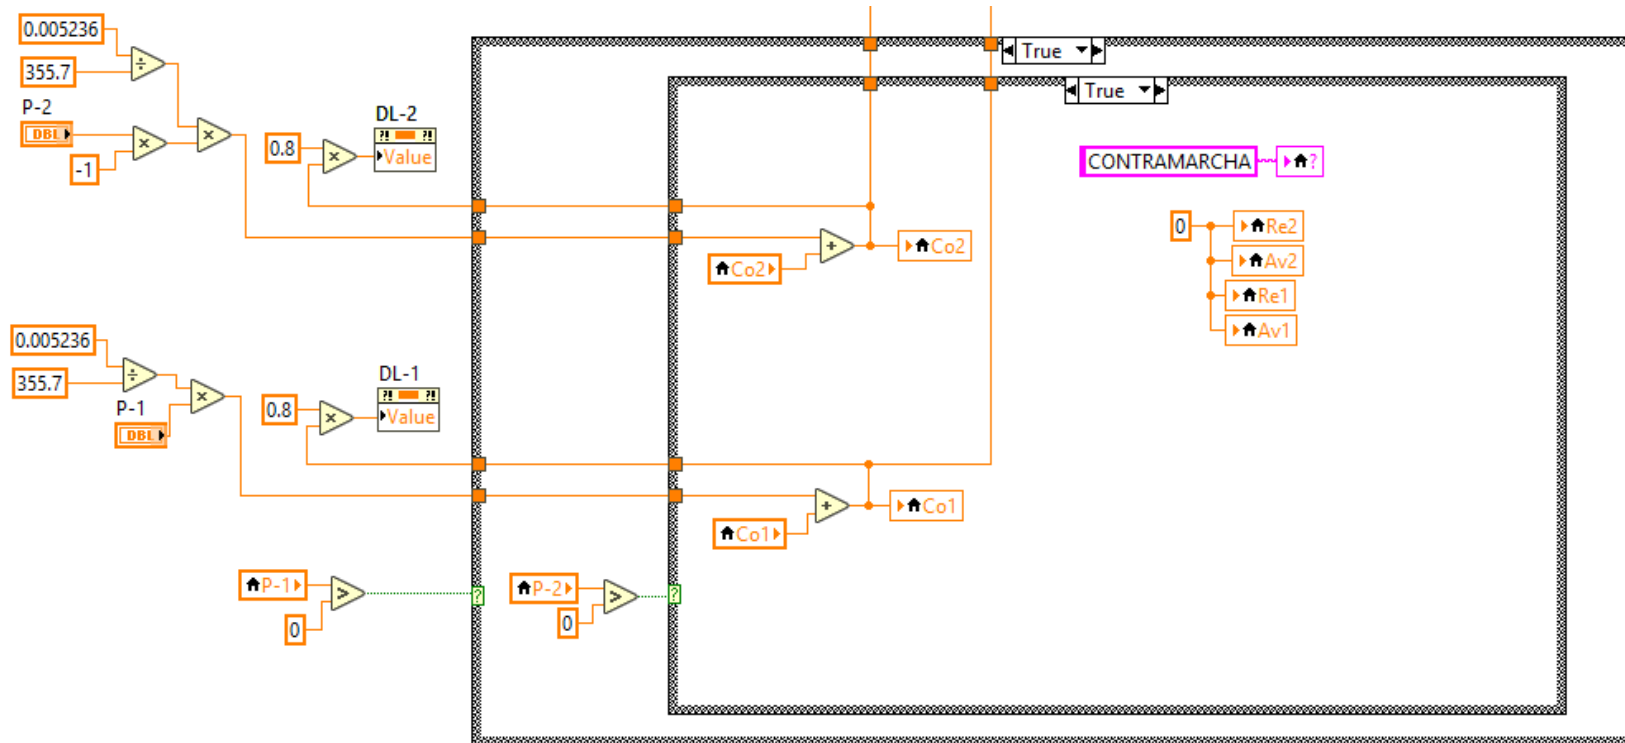 0.005236
÷
355.7
P-2
DBL
×
×
-1
DL-2
?! ?!
0.8
×
Value
True
True
CONTRAMARCHA
?
0
Re2
Av2
Re1
Av1
+
Co2
Co2
0.005236
÷
355.7
×
P-1
DBL
DL-1
?! ?!
0.8
×
Value
+
Co1
Co1
P-1
>
?
0
P-2
>
?
0